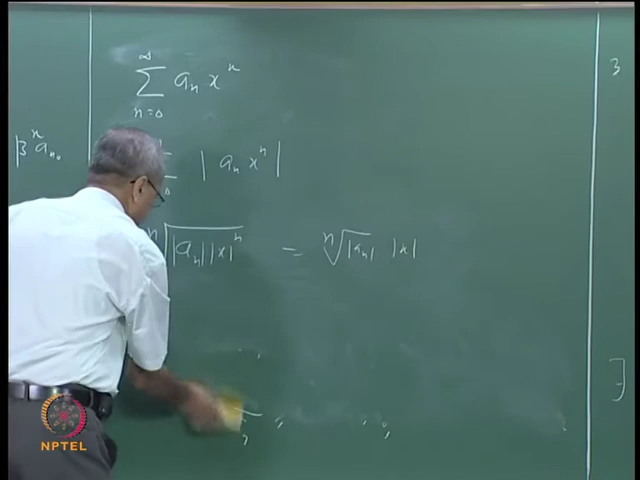 ∞
∑ aₙ xⁿ
n=0
| aₙ xⁿ |
ⁿ√|aₙ||x|ⁿ = ⁿ√|aₙ| |x|
3
∃
NPTEL